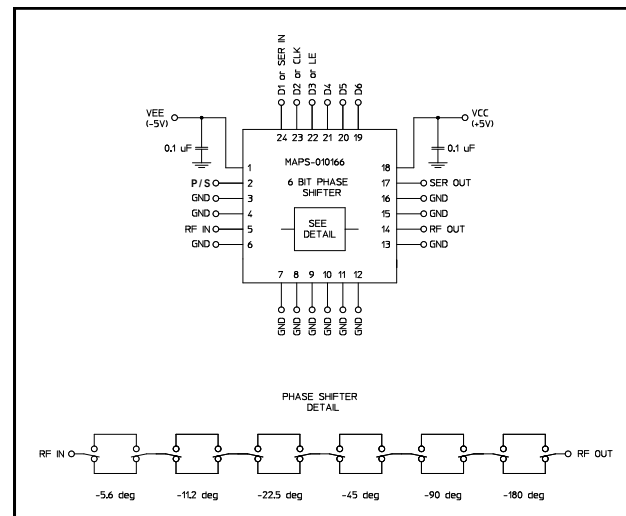 D1 or SER IN
D2 or CLK
D3 or LE
D4
D5
D6
VEE
(-5V)
VCC
(+5V)
24 23 22 21 20 19
0.1 uF
0.1 uF
MAPS-010166
6 BIT PHASE
SHIFTER
SEE
DETAIL
1
P/S 2
GND 3
GND 4
RF IN 5
GND 6
18
17 SER OUT
16 GND
15 GND
14 RF OUT
13 GND
7 8 9 10 11 12
GND GND GND GND GND GND
PHASE SHIFTER
DETAIL
RF IN
RF OUT
-5.6 deg -11.2 deg -22.5 deg -45 deg -90 deg -180 deg